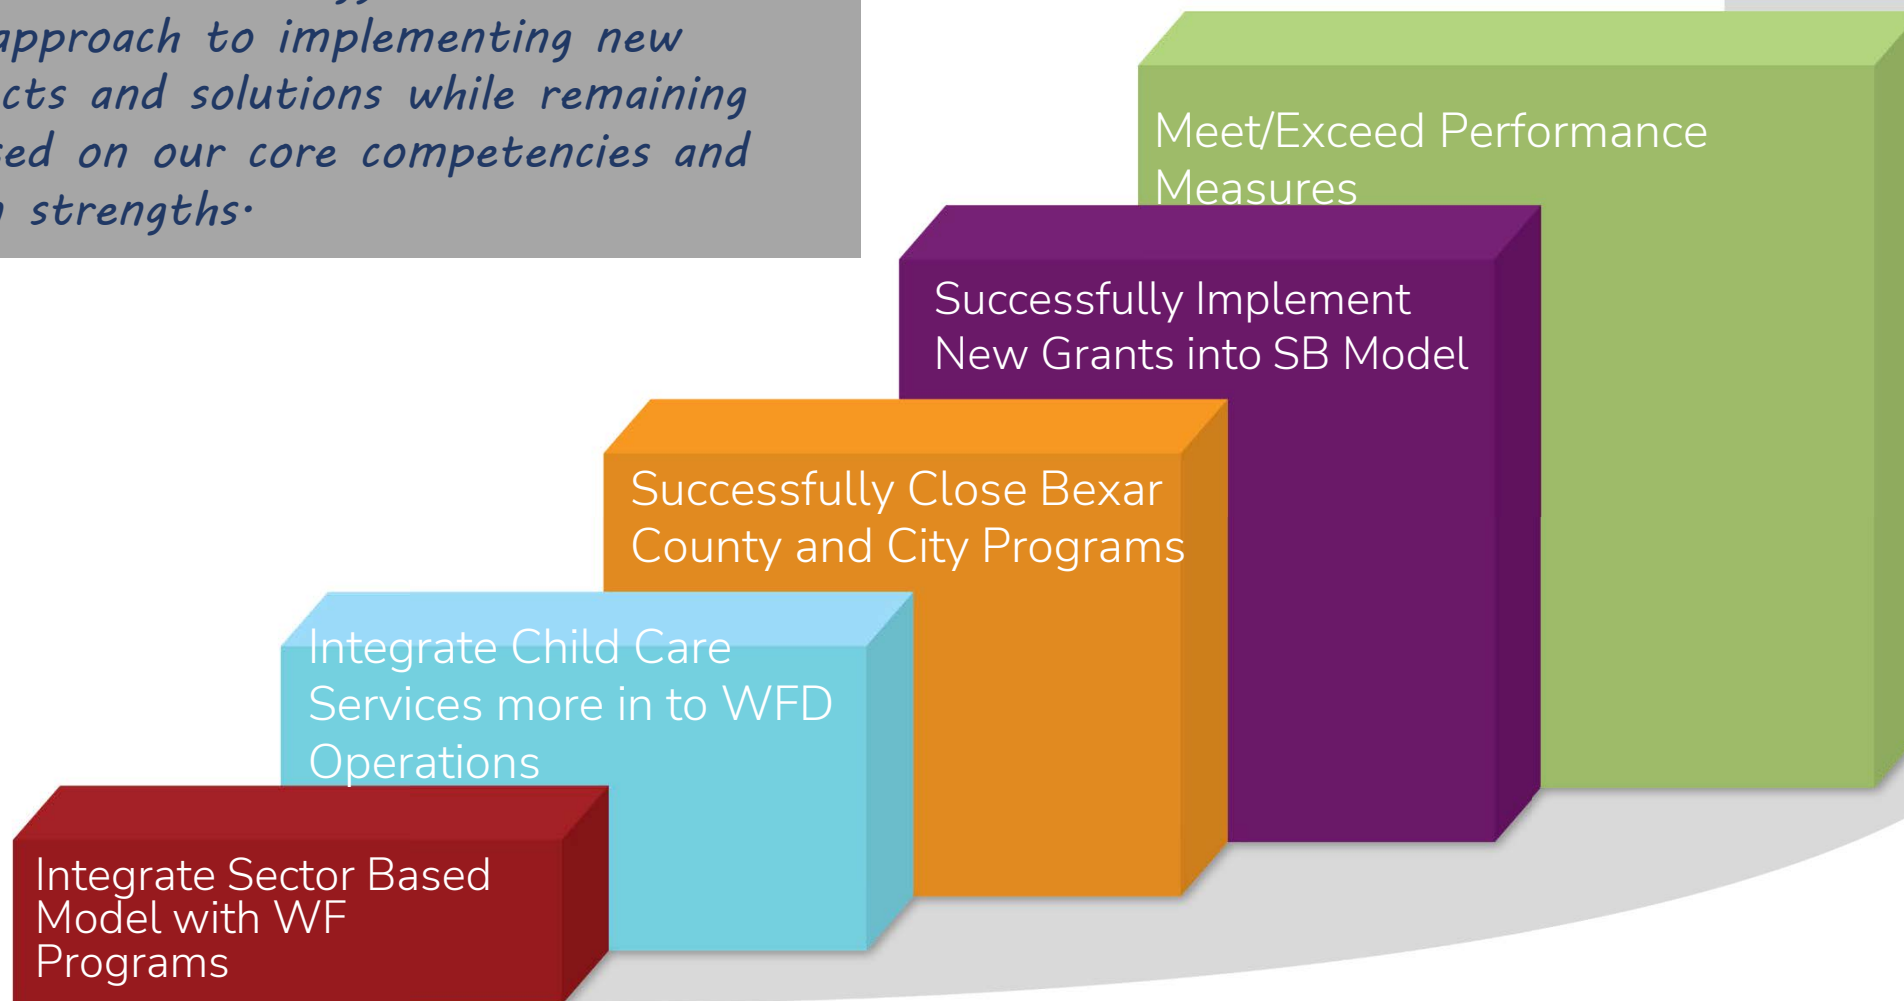 approach to implementing new
and solutions while remaining
on our core competencies and
strengths.
Meet/Exceed Performance
Measures
Successfully Implement
New Grants into SB Model
Successfully Close Bexar
County and City Programs
Integrate Child Care
Services more in to WFD
Operations
Integrate Sector Based
Model with WF
Programs